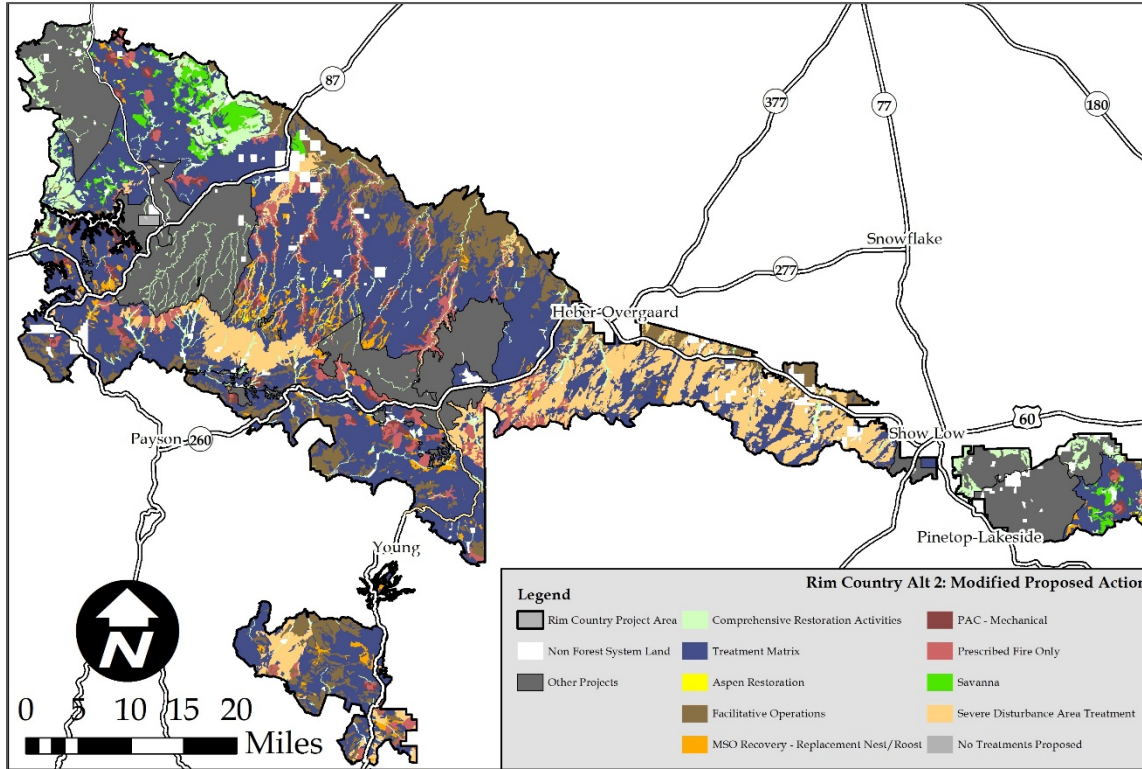 87
377
77
180
Snowflake
277
Heber-Overgaard
Payson
260
Show Low
60
Pinetop-Lakeside
Young
N
0 5 10 15 20
Miles
Rim Country Alt 2: Modified Proposed Action
Legend
Rim Country Project Area
Comprehensive Restoration Activities
PAC - Mechanical
Non Forest System Land
Treatment Matrix
Prescribed Fire Only
Other Projects
Aspen Restoration
Savanna
Facilitative Operations
Severe Disturbance Area Treatment
MSO Recovery - Replacement Nest/Roost
No Treatments Proposed